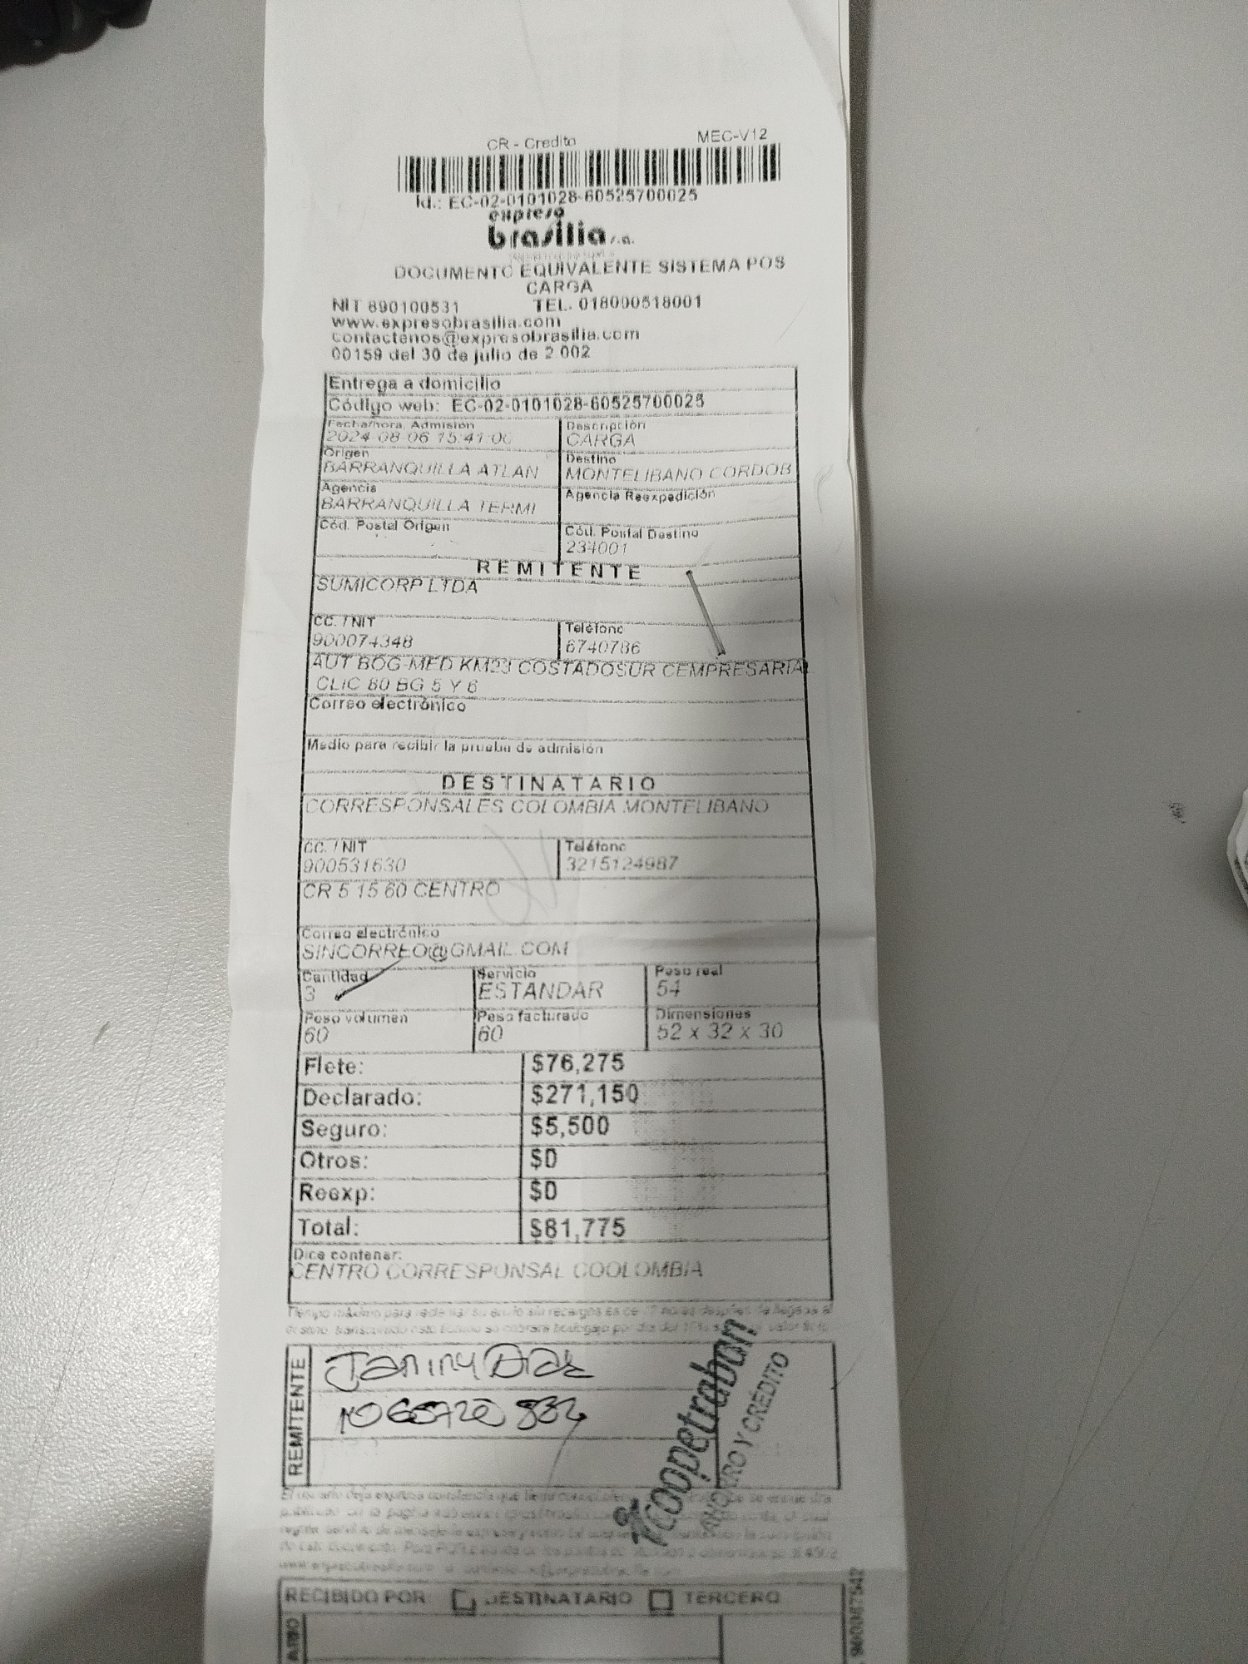 CR - Credito MEC-V12
Id.: EC-02-0101028-60525700025
expreso
brasilia s.a.
DOCUMENTO EQUIVALENTE SISTEMA POS
CARGA
NIT 890100531 TEL. 018000518001
www.expresobrasilia.com
contactenos@expresobrasilia.com
00159 del 30 de julio de 2 002
Entrega a domicilio
Código web: EC-02-0101028-60525700025
Fecha/hora Admisión Descripción
2024-08-06 15:41:00 CARGA
Origen Destino
BARRANQUILLA ATLAN MONTELIBANO CORDOB
Agencia Agencia Reexpedición
BARRANQUILLA TERMI
Cód. Postal Origen Cód. Postal Destino
234001
REMITENTE
SUMICORP LTDA
CC. / NIT Teléfono
900074348 6740786
AUT BOG-MED KM23 COSTADOSUR CEMPRESARIAL
CLIC 80 BG 5 Y 6
Correo electrónico
Medio para recibir la prueba de admisión
DESTINATARIO
CORRESPONSALES COLOMBIA MONTELIBANO
CC. / NIT Teléfono
900531630 3215124987
CR 5 15 60 CENTRO
Correo electrónico
SINCORREO@GMAIL.COM
Cantidad Servicio Peso real
3 ESTANDAR 54
Peso volumen Peso facturado Dimensiones
60 60 52 x 32 x 30
Flete: $76,275
Declarado: $271,150
Seguro: $5,500
Otros: $0
Reexp: $0
Total: $81,775
Dice contener:
CENTRO CORRESPONSAL COOLOMBIA
REMITENTE
coopetraban
AHORRO Y CRÉDITO
RECIBIDO POR DESTINATARIO TERCERO